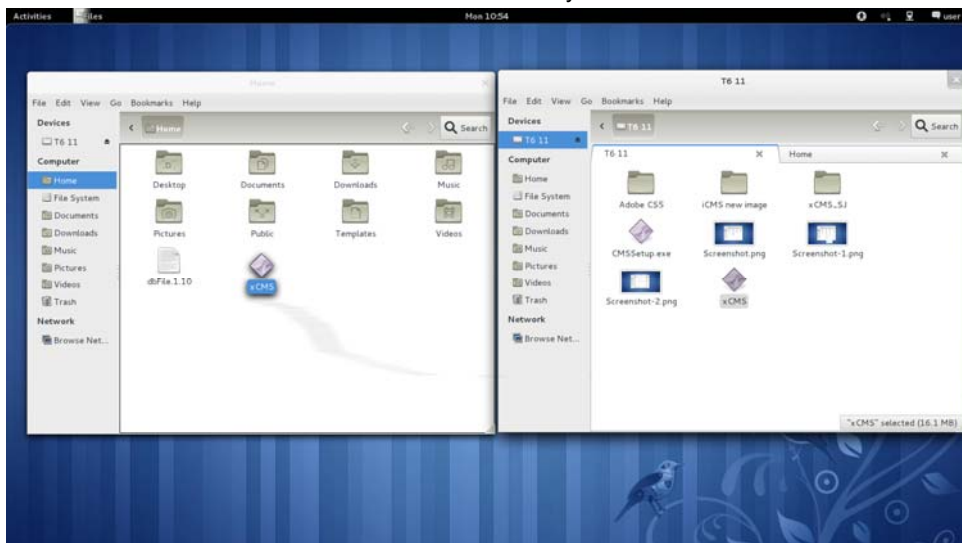 Activities
Files
Mon 10:54
user
Home
File Edit View Go Bookmarks Help
Devices
T6 11
Computer
Home
File System
Documents
Downloads
Music
Pictures
Videos
Trash
Network
Browse Net...
Home
Search
Desktop
Documents
Downloads
Music
Pictures
Public
Templates
Videos
dbFile.1.10
xCMS
T6 11
File Edit View Go Bookmarks Help
Devices
T6 11
Computer
Home
File System
Documents
Downloads
Music
Pictures
Videos
Trash
Network
Browse Net...
T6 11
Search
T6 11
Home
Adobe CS5
iCMS new image
xCMS_SJ
CMSSetup.exe
Screenshot.png
Screenshot-1.png
Screenshot-2.png
xCMS
"xCMS" selected (16.1 MB)